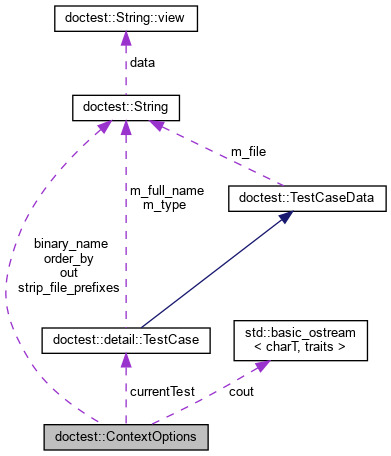 doctest::String::view
data
doctest::String
m_file
m_full_name
m_type
doctest::TestCaseData
binary_name
order_by
out
strip_file_prefixes
doctest::detail::TestCase
std::basic_ostream
< charT, traits >
currentTest
cout
doctest::ContextOptions